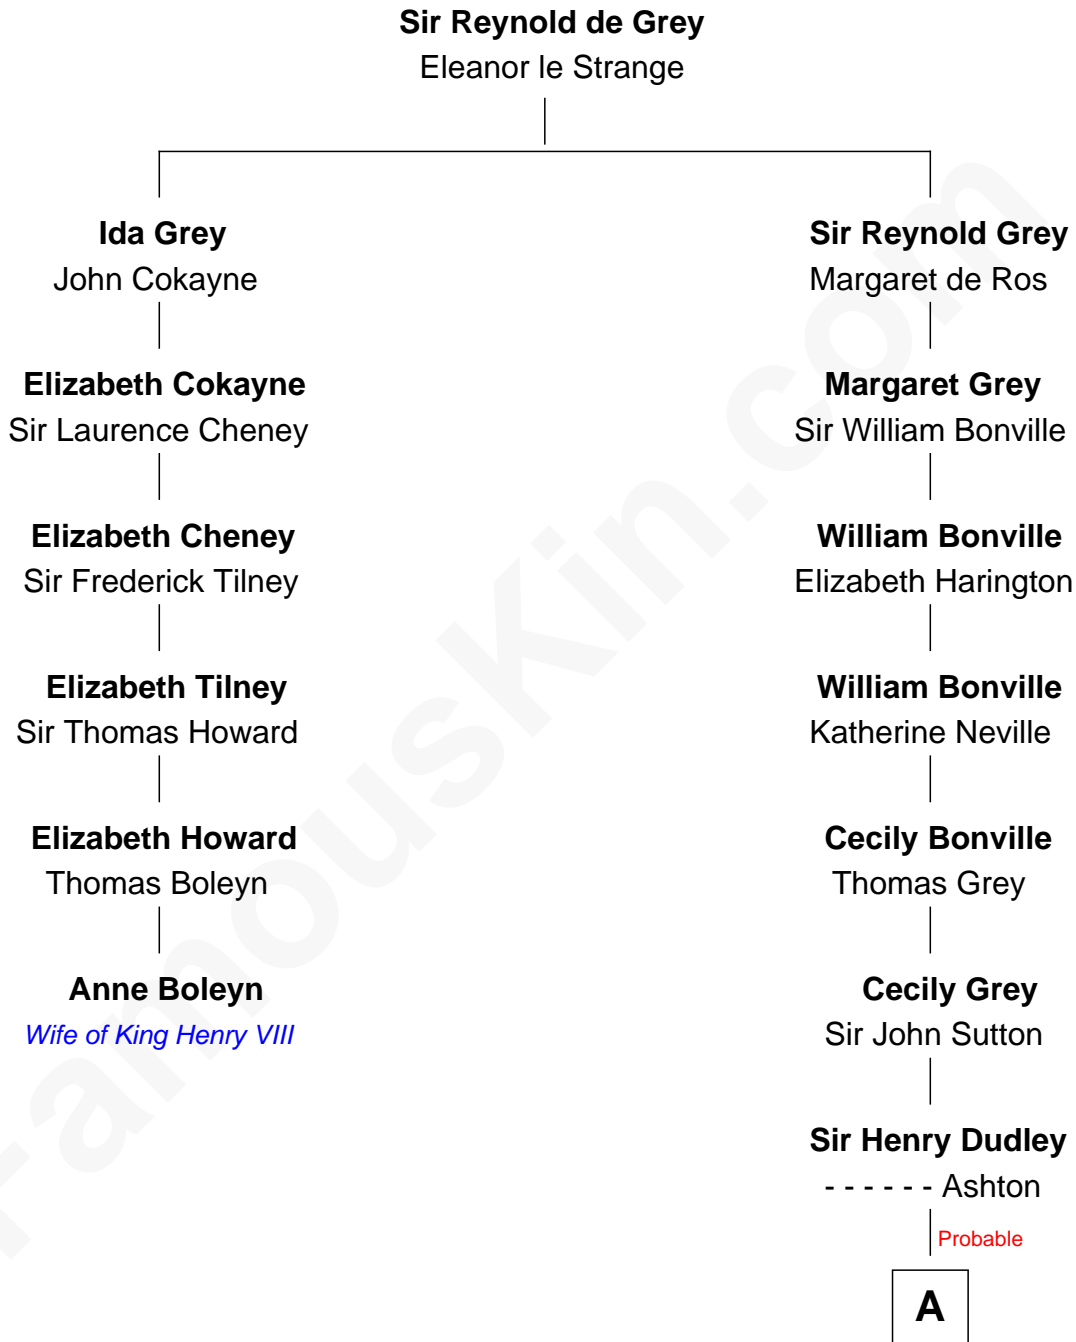 Sir Reynold de Grey
Eleanor le Strange
Ida Grey
John Cokayne
Sir Reynold Grey
Margaret de Ros
Elizabeth Cokayne
Sir Laurence Cheney
Margaret Grey
Sir William Bonville
Elizabeth Cheney
Sir Frederick Tilney
William Bonville
Elizabeth Harington
Elizabeth Tilney
Sir Thomas Howard
William Bonville
Katherine Neville
Elizabeth Howard
Thomas Boleyn
Cecily Bonville
Thomas Grey
Anne Boleyn
Wife of King Henry VIII
Cecily Grey
Sir John Sutton
Sir Henry Dudley
- - - - - - Ashton
Probable
A
FamousKin.com